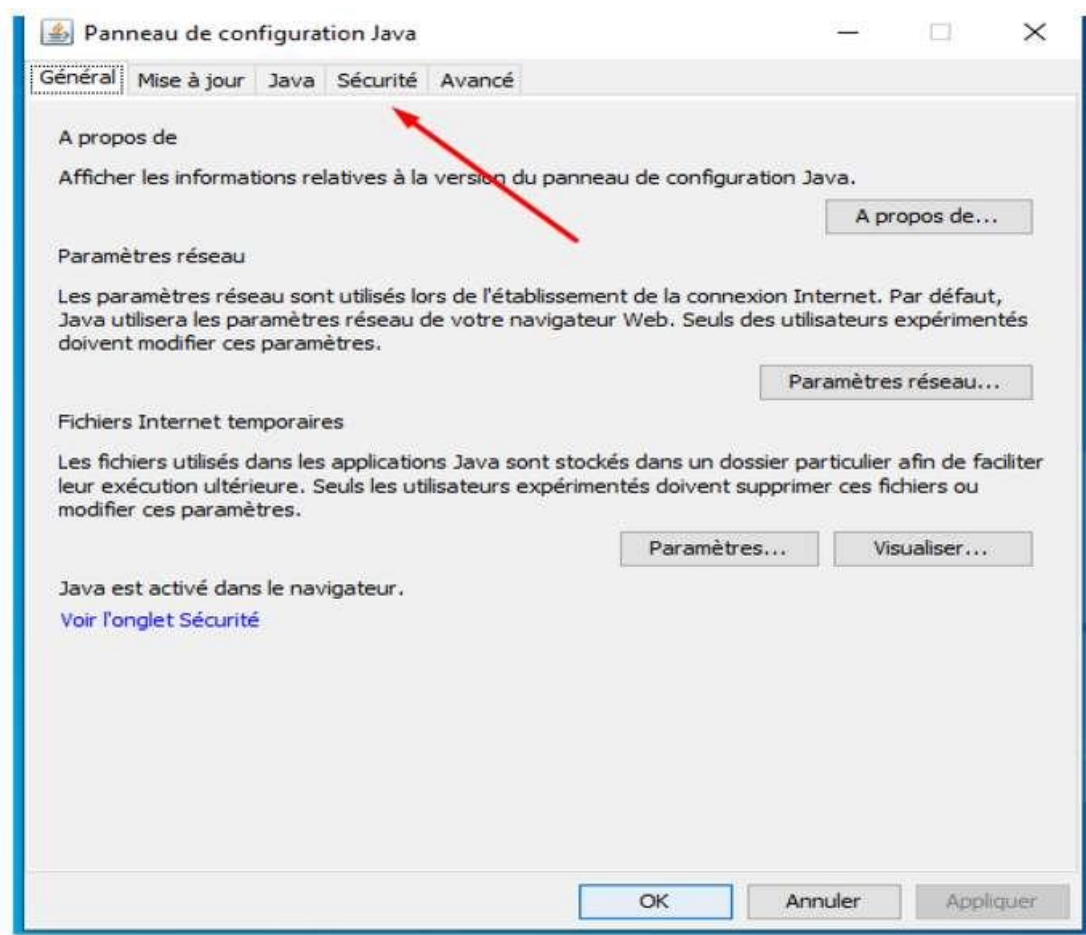 Panneau de configuration Java
Général Mise à jour Java Sécurité Avancé
A propos de
Afficher les informations relatives à la version du panneau de configuration Java.
A propos de...
Paramètres réseau
Les paramètres réseau sont utilisés lors de l'établissement de la connexion Internet. Par défaut,
Java utilisera les paramètres réseau de votre navigateur Web. Seuls des utilisateurs expérimentés
doivent modifier ces paramètres.
Paramètres réseau...
Fichiers Internet temporaires
Les fichiers utilisés dans les applications Java sont stockés dans un dossier particulier afin de faciliter
leur exécution ultérieure. Seuls les utilisateurs expérimentés doivent supprimer ces fichiers ou
modifier ces paramètres.
Paramètres... Visualiser...
Java est activé dans le navigateur.
Voir l'onglet Sécurité
OK Annuler Appliquer